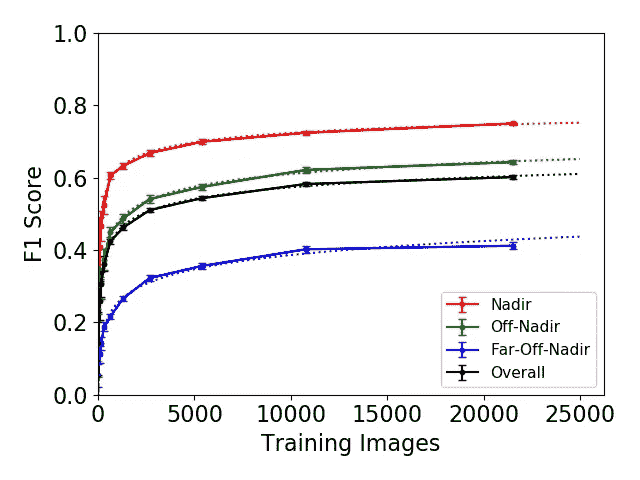 1.0
0.8
0.6
0.4
0.2
0.0
F1 Score
0 5000 10000 15000 20000 25000
Training Images
Nadir
Off-Nadir
Far-Off-Nadir
Overall